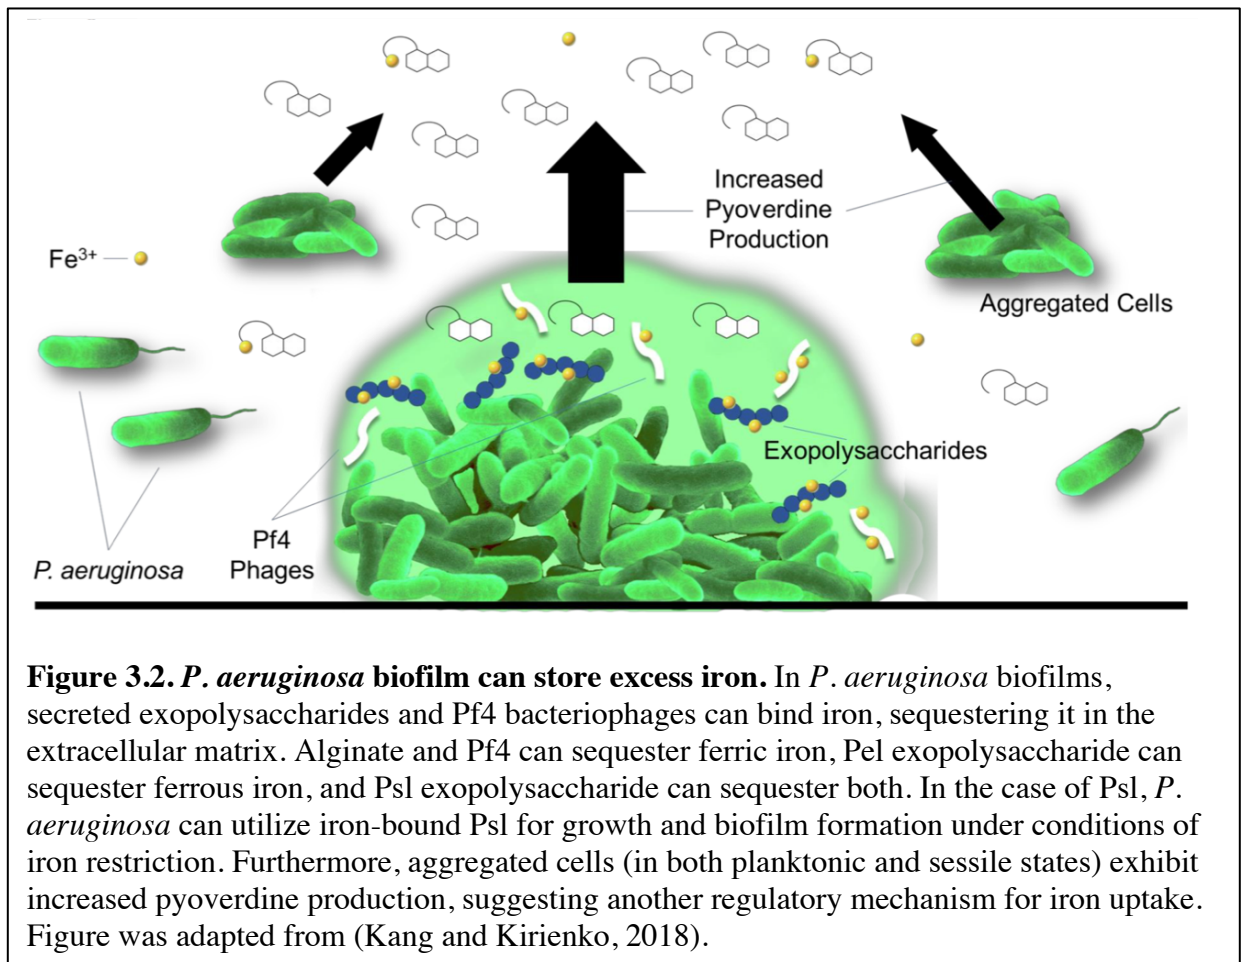 Increased
Pyoverdine
Production
Fe3+
Aggregated Cells
Exopolysaccharides
Pf4
Phages
P. aeruginosa
Figure 3.2. P. aeruginosa biofilm can store excess iron. In P. aeruginosa biofilms,
secreted exopolysaccharides and Pf4 bacteriophages can bind iron, sequestering it in the
extracellular matrix. Alginate and Pf4 can sequester ferric iron, Pel exopolysaccharide can
sequester ferrous iron, and Psl exopolysaccharide can sequester both. In the case of Psl, P.
aeruginosa can utilize iron-bound Psl for growth and biofilm formation under conditions of
iron restriction. Furthermore, aggregated cells (in both planktonic and sessile states) exhibit
increased pyoverdine production, suggesting another regulatory mechanism for iron uptake.
Figure was adapted from (Kang and Kirienko, 2018).